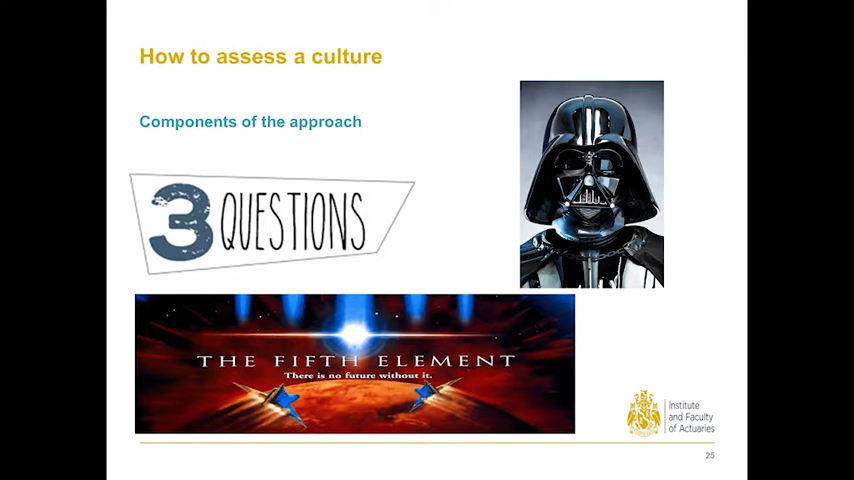 How to assess a culture
Components of the approach
3 QUESTIONS
THE FIFTH ELEMENT
There is no future without it.
Institute
and Faculty
of Actuaries
25